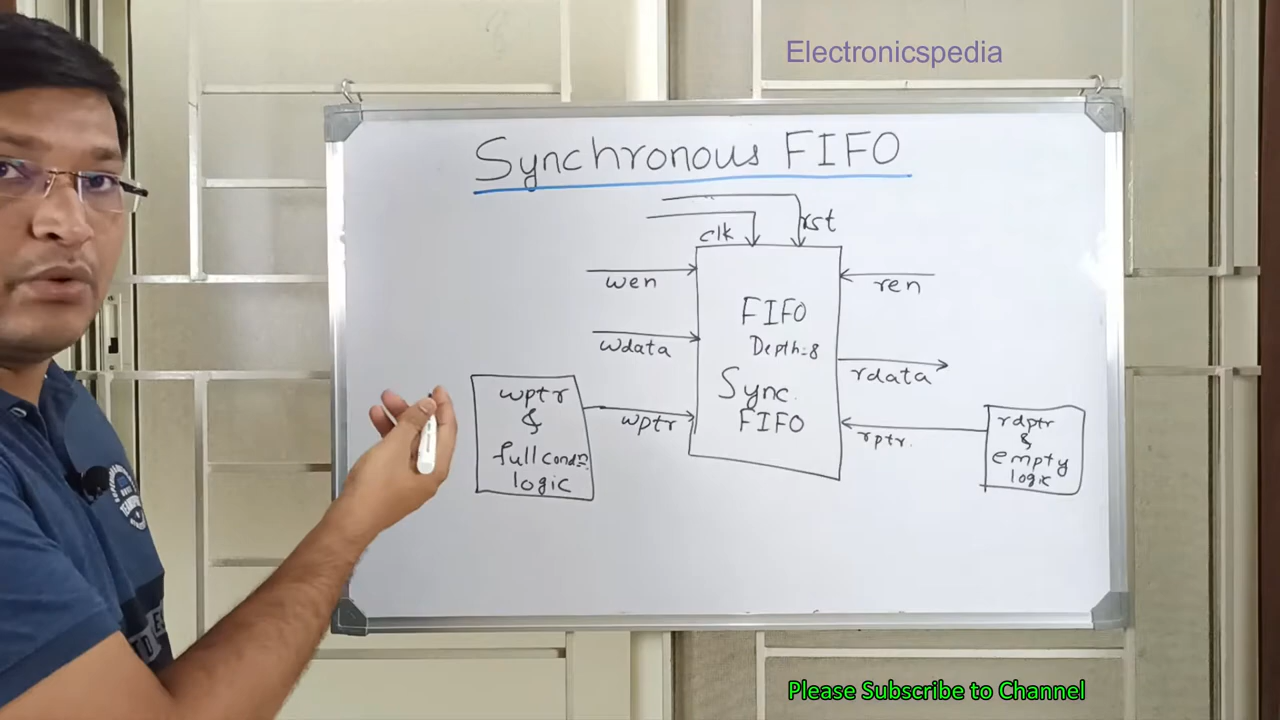 Electronicspedia
Synchronous FIFO
clk
rst
wen
ren
FIFO
Depth=8
wdata
rdata
Sync.
FIFO
wptr
&
full condn.
logic
wptr
rptr.
rdptr
&
empty
logic
Please Subscribe to Channel